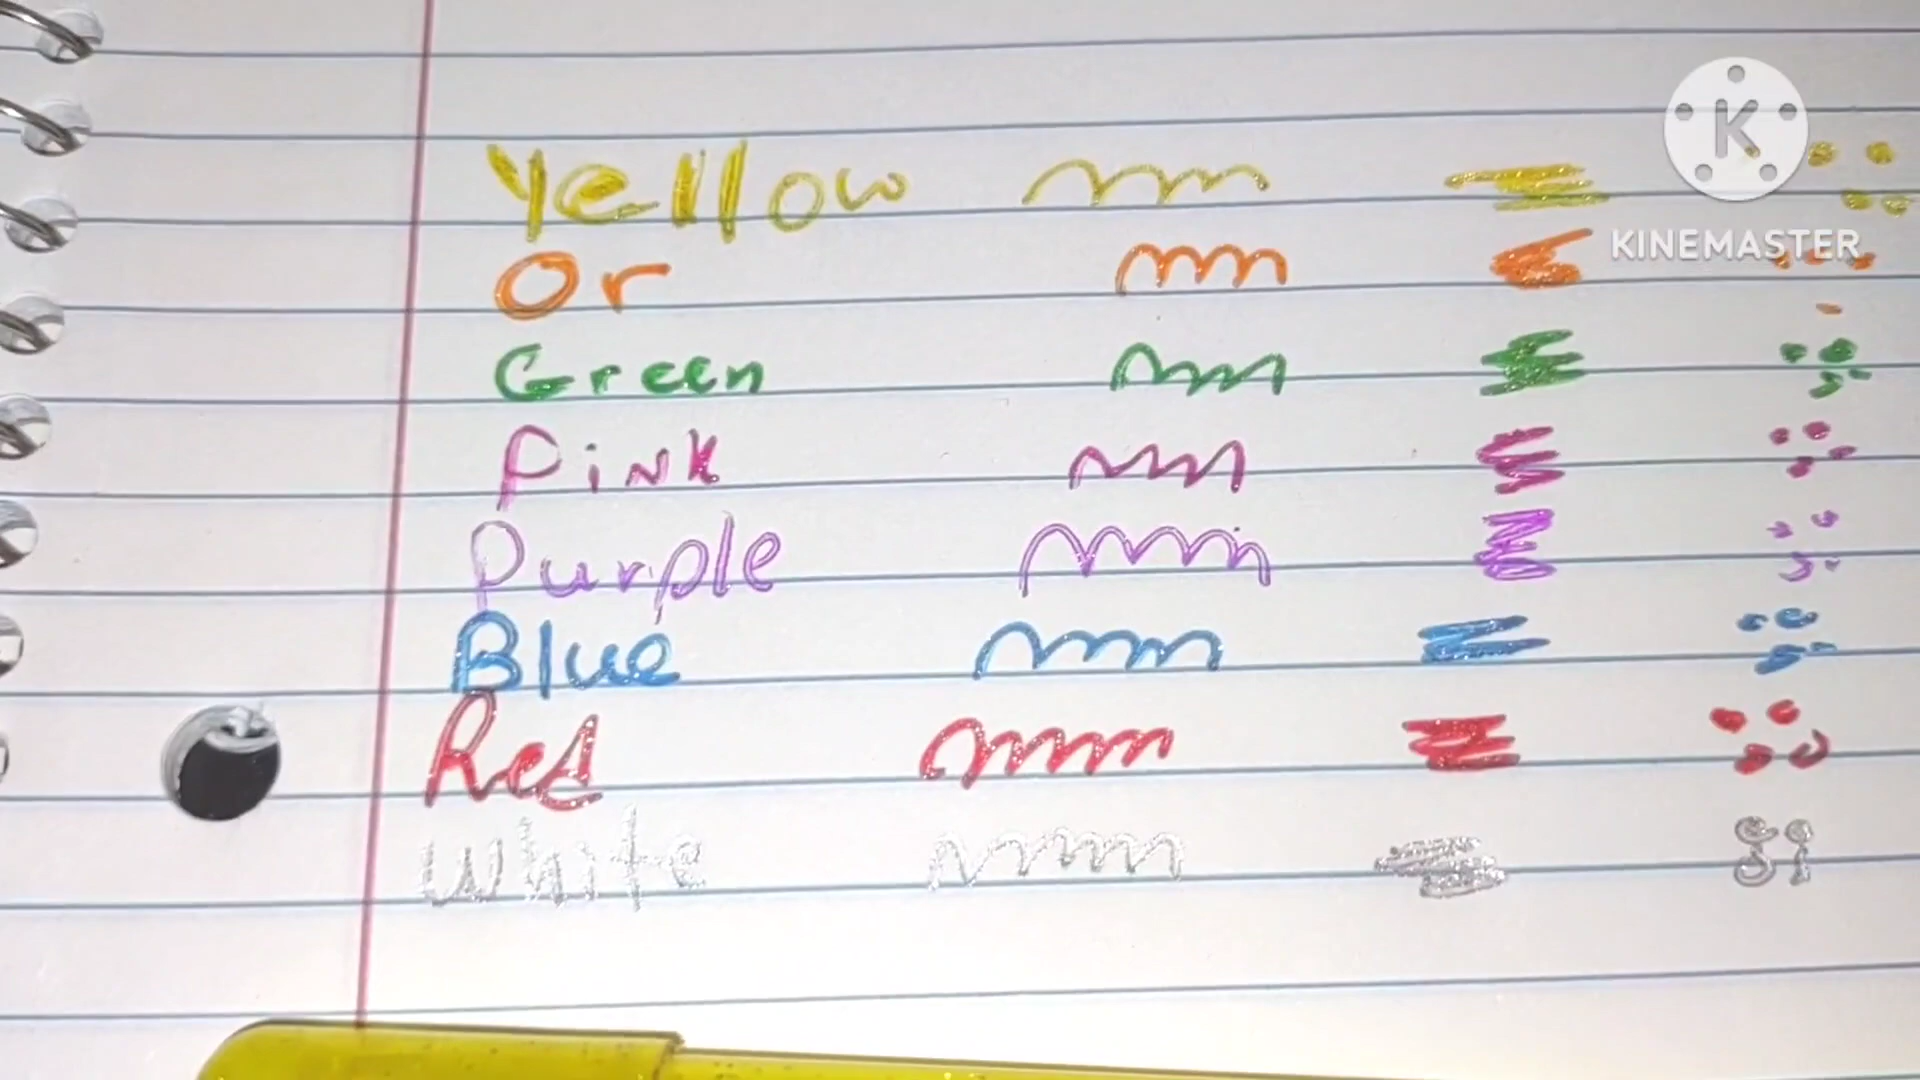 Yellow
Or
Green
Pink
Purple
Blue
Red
White
K
KINEMASTER